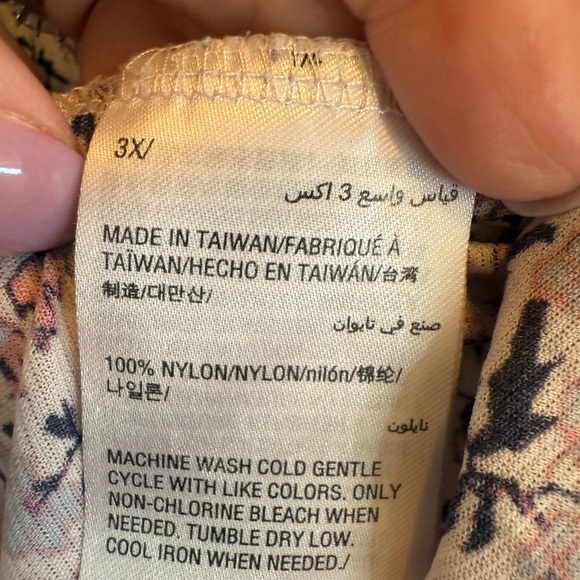 3X/
قياس واسع 3 اكس
MADE IN TAIWAN/FABRIQUÉ À
TAÏWAN/HECHO EN TAIWÁN/台湾
制造/대만산/
صنع في تايوان
100% NYLON/NYLON/nilón/锦纶/
나일론/
نايلون
MACHINE WASH COLD GENTLE
CYCLE WITH LIKE COLORS. ONLY
NON-CHLORINE BLEACH WHEN
NEEDED. TUMBLE DRY LOW.
COOL IRON WHEN NEEDED./